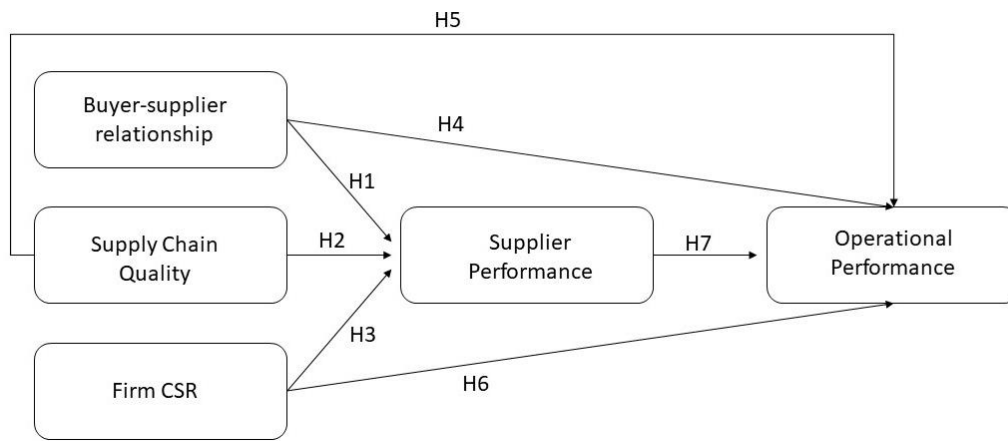 H5
Buyer-supplier
relationship
H4
H1
Supply Chain
Quality
H2
Supplier
Performance
H7
Operational
Performance
H3
Firm CSR
H6